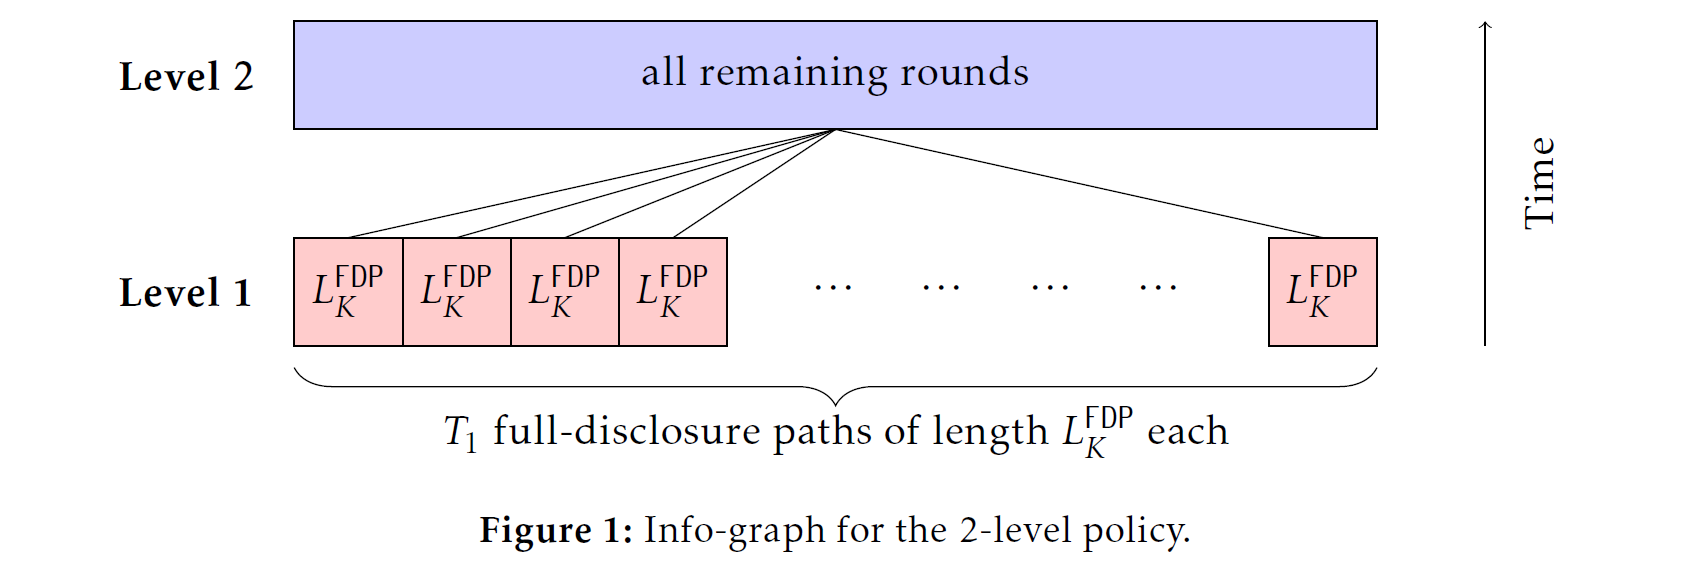 Level 2 all remaining rounds
Time
Level 1 $L_K^{\mathsf{FDP}}$ $L_K^{\mathsf{FDP}}$ $L_K^{\mathsf{FDP}}$ $L_K^{\mathsf{FDP}}$ ... ... ... ... $L_K^{\mathsf{FDP}}$
$T_1$ full-disclosure paths of length $L_K^{\mathsf{FDP}}$ each
Figure 1: Info-graph for the 2-level policy.